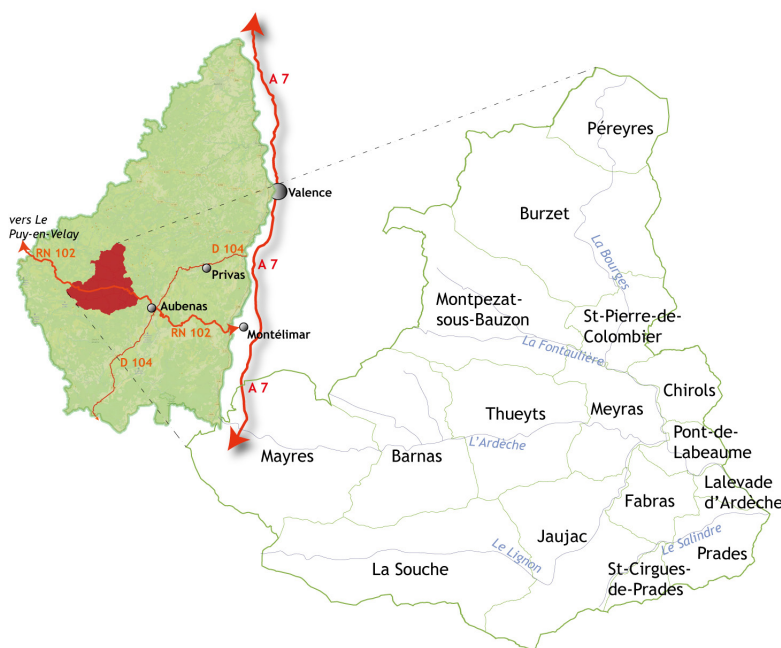 A 7
Valence
vers Le
Puy-en-Velay
RN 102
D 104
A 7
Privas
Aubenas
RN 102
Montélimar
D 104
A 7
Péreyres
Burzet
La Bourges
Montpezat-
sous-Bauzon
St-Pierre-de-
Colombier
La Fontaulière
Chirols
Meyras
Thueyts
Pont-de-
Labeaume
L'Ardèche
Mayres
Barnas
Lalevade
d'Ardèche
Fabras
Jaujac
Le Salindre
Prades
Le Lignon
La Souche
St-Cirgues-
de-Prades